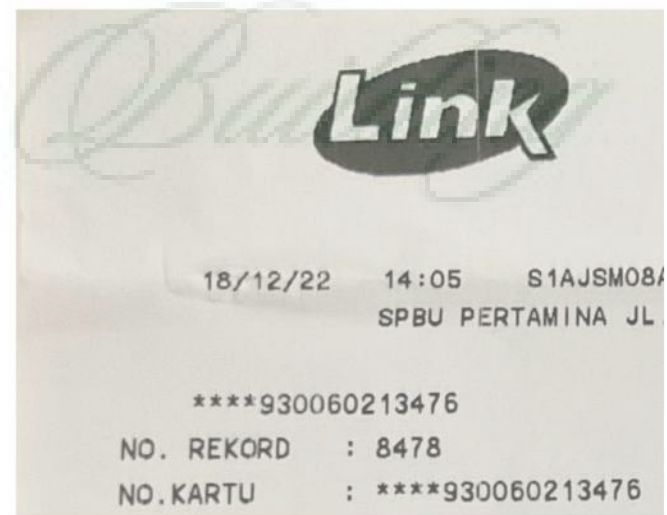 Link
18/12/22 14:05 S1AJSM08A
SPBU PERTAMINA JL.
****930060213476
NO. REKORD : 8478
NO.KARTU : ****930060213476